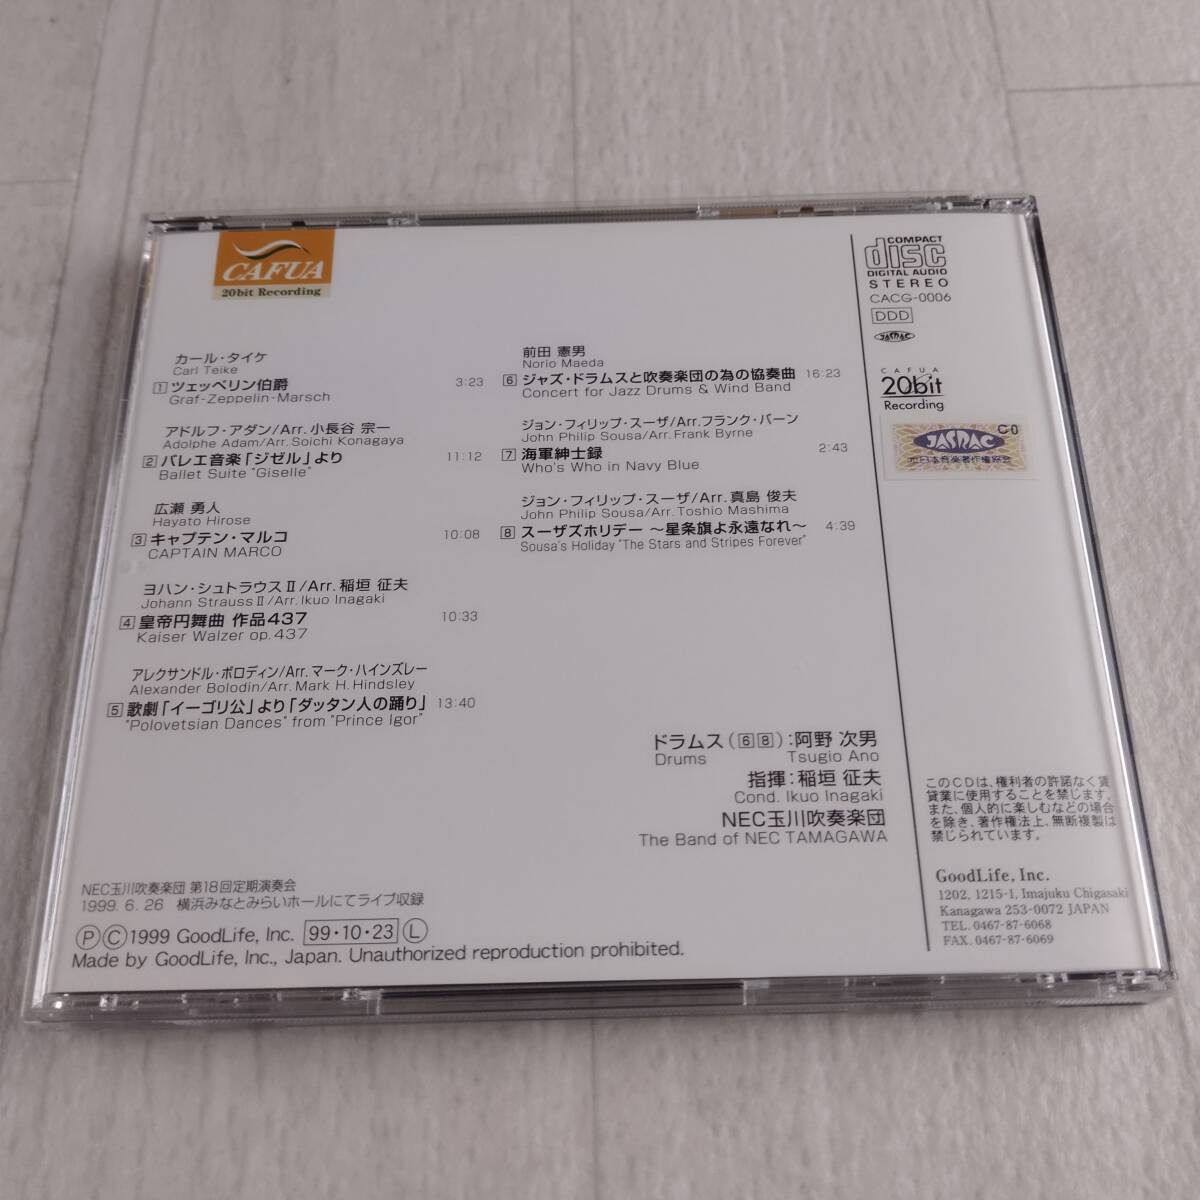 CAFUA
20bit Recording
カール・タイケ
Carl Teike
1 ツェッペリン伯爵 3:23
Graf-Zeppelin-Marsch
アドルフ・アダン/Arr.小長谷 宗一
Adolphe Adam/Arr. Soichi Konagaya
2 バレエ音楽「ジゼル」より 11:12
Ballet Suite "Giselle"
広瀬 勇人
Hayato Hirose
3 キャプテン・マルコ 10:08
CAPTAIN MARCO
ヨハン・シュトラウスⅡ/Arr.稲垣 征夫
Johann StraussⅡ/Arr. Ikuo Inagaki
4 皇帝円舞曲 作品437 10:33
Kaiser Walzer op.437
アレクサンドル・ボロディン/Arr.マーク・ハインズレー
Alexander Bolodin/Arr. Mark H. Hindsley
5 歌劇「イーゴリ公」より「ダッタン人の踊り」 13:40
"Polovetsian Dances" from "Prince Igor"
前田 憲男
Norio Maeda
6 ジャズ・ドラムスと吹奏楽団の為の協奏曲 16:23
Concert for Jazz Drums & Wind Band
ジョン・フィリップ・スーザ/Arr.フランク・バーン
John Philip Sousa/Arr. Frank Byrne
7 海軍紳士録 2:43
Who's Who in Navy Blue
ジョン・フィリップ・スーザ/Arr.真島 俊夫
John Philip Sousa/Arr. Toshio Mashima
8 スーザズホリデー ～星条旗よ永遠なれ～ 4:39
Sousa's Holiday "The Stars and Stripes Forever"
ドラムス(6 8):阿野 次男
Drums Tsugio Ano
指揮:稲垣 征夫
Cond. Ikuo Inagaki
NEC玉川吹奏楽団
The Band of NEC TAMAGAWA
NEC玉川吹奏楽団 第18回定期演奏会
1999. 6. 26 横浜みなとみらいホールにてライブ収録
ⓅⒸ1999 GoodLife, Inc. 99・10・23 Ⓛ
Made by GoodLife, Inc., Japan. Unauthorized reproduction prohibited.
COMPACT
disc
DIGITAL AUDIO
STEREO
CACG-0006
DDD
JASRAC
CAFUA
20bit
Recording
C0
JASRAC
日本音楽著作権協会
このCDは、権利者の許諾なく賃
貸業に使用することを禁じます。
また、個人的に楽しむなどの場合
を除き、著作権法上、無断複製は
禁じられています。
GoodLife, Inc.
1202, 1215-1, Imajuku Chigasaki
Kanagawa 253-0072 JAPAN
TEL. 0467-87-6068
FAX. 0467-87-6069